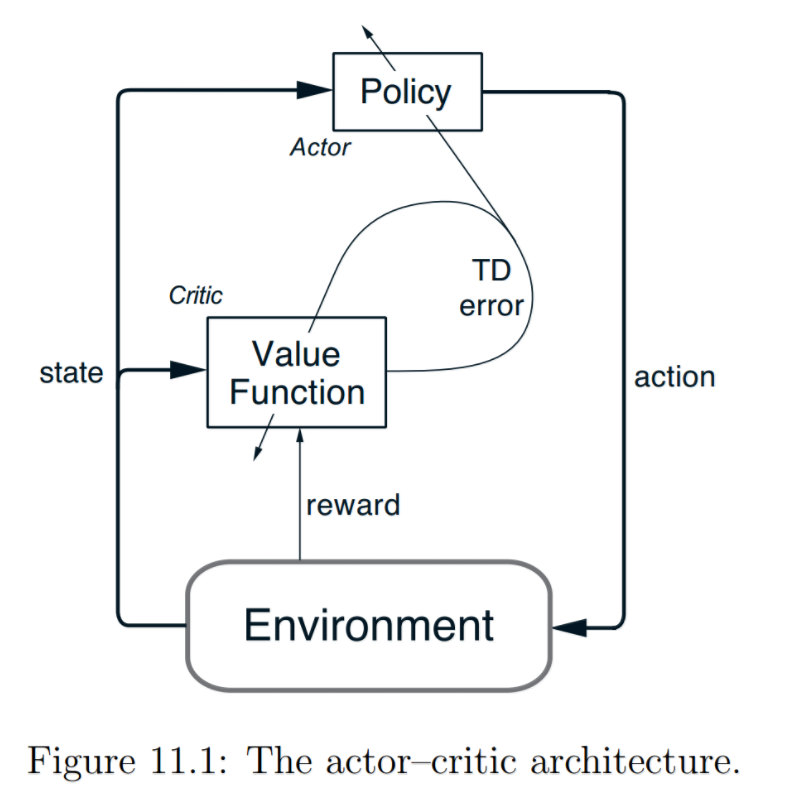 Policy
Actor
TD
error
Critic
Value
Function
state
action
reward
Environment
Figure 11.1: The actor–critic architecture.